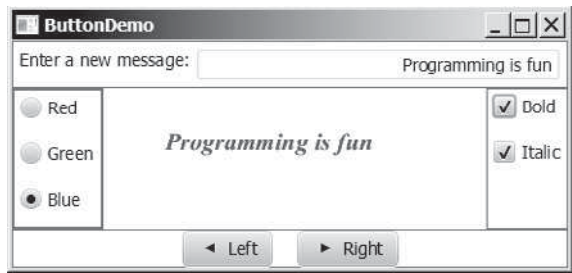 ButtonDemo
Enter a new message: Programming is fun
Red
Green
Blue
Programming is fun
Bold
Italic
◄ Left ► Right